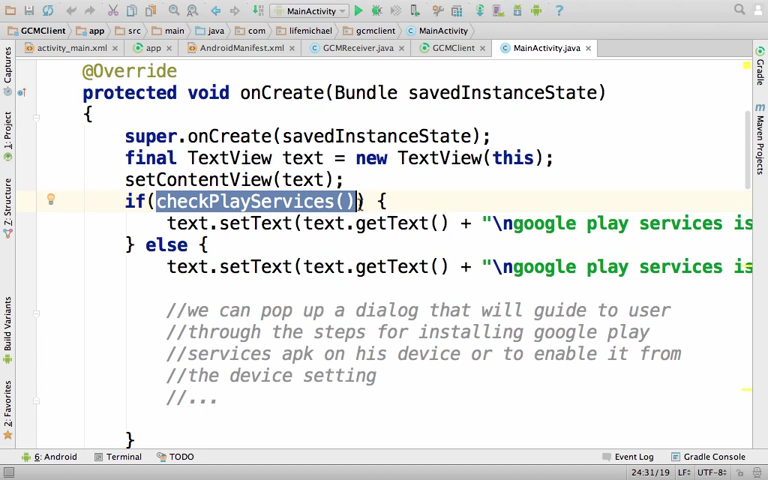 MainActivity
GCMClient app src main java com lifemichael gcmclient MainActivity
activity_main.xml app AndroidManifest.xml GCMReceiver.java GCMClient MainActivity.java
@Override
protected void onCreate(Bundle savedInstanceState)
{
super.onCreate(savedInstanceState);
final TextView text = new TextView(this);
setContentView(text);
if(checkPlayServices()) {
text.setText(text.getText() + "\ngoogle play services is
} else {
text.setText(text.getText() + "\ngoogle play services is
//we can pop up a dialog that will guide to user
//through the steps for installing google play
//services apk on his device or to enable it from
//the device setting
//...
}
Captures
1: Project
7: Structure
Build Variants
2: Favorites
Gradle
Maven Projects
6: Android Terminal TODO Event Log Gradle Console
24:31/19 LF÷ UTF-8÷